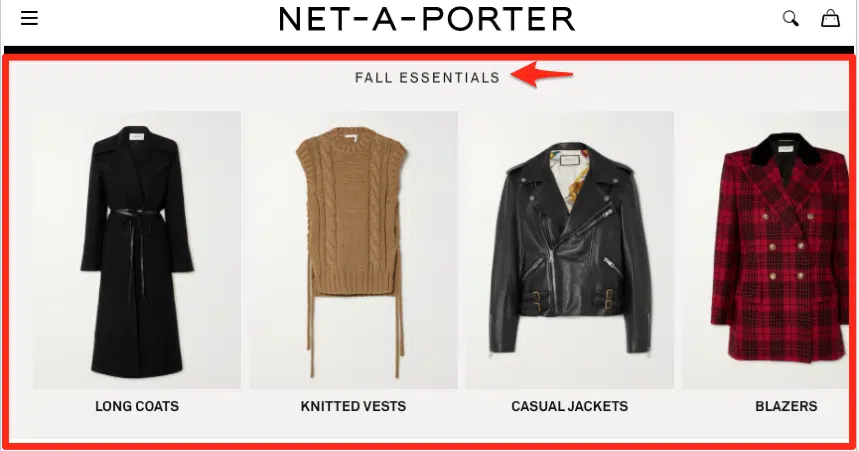 NET-A-PORTER
FALL ESSENTIALS
LONG COATS
KNITTED VESTS
CASUAL JACKETS
BLAZERS